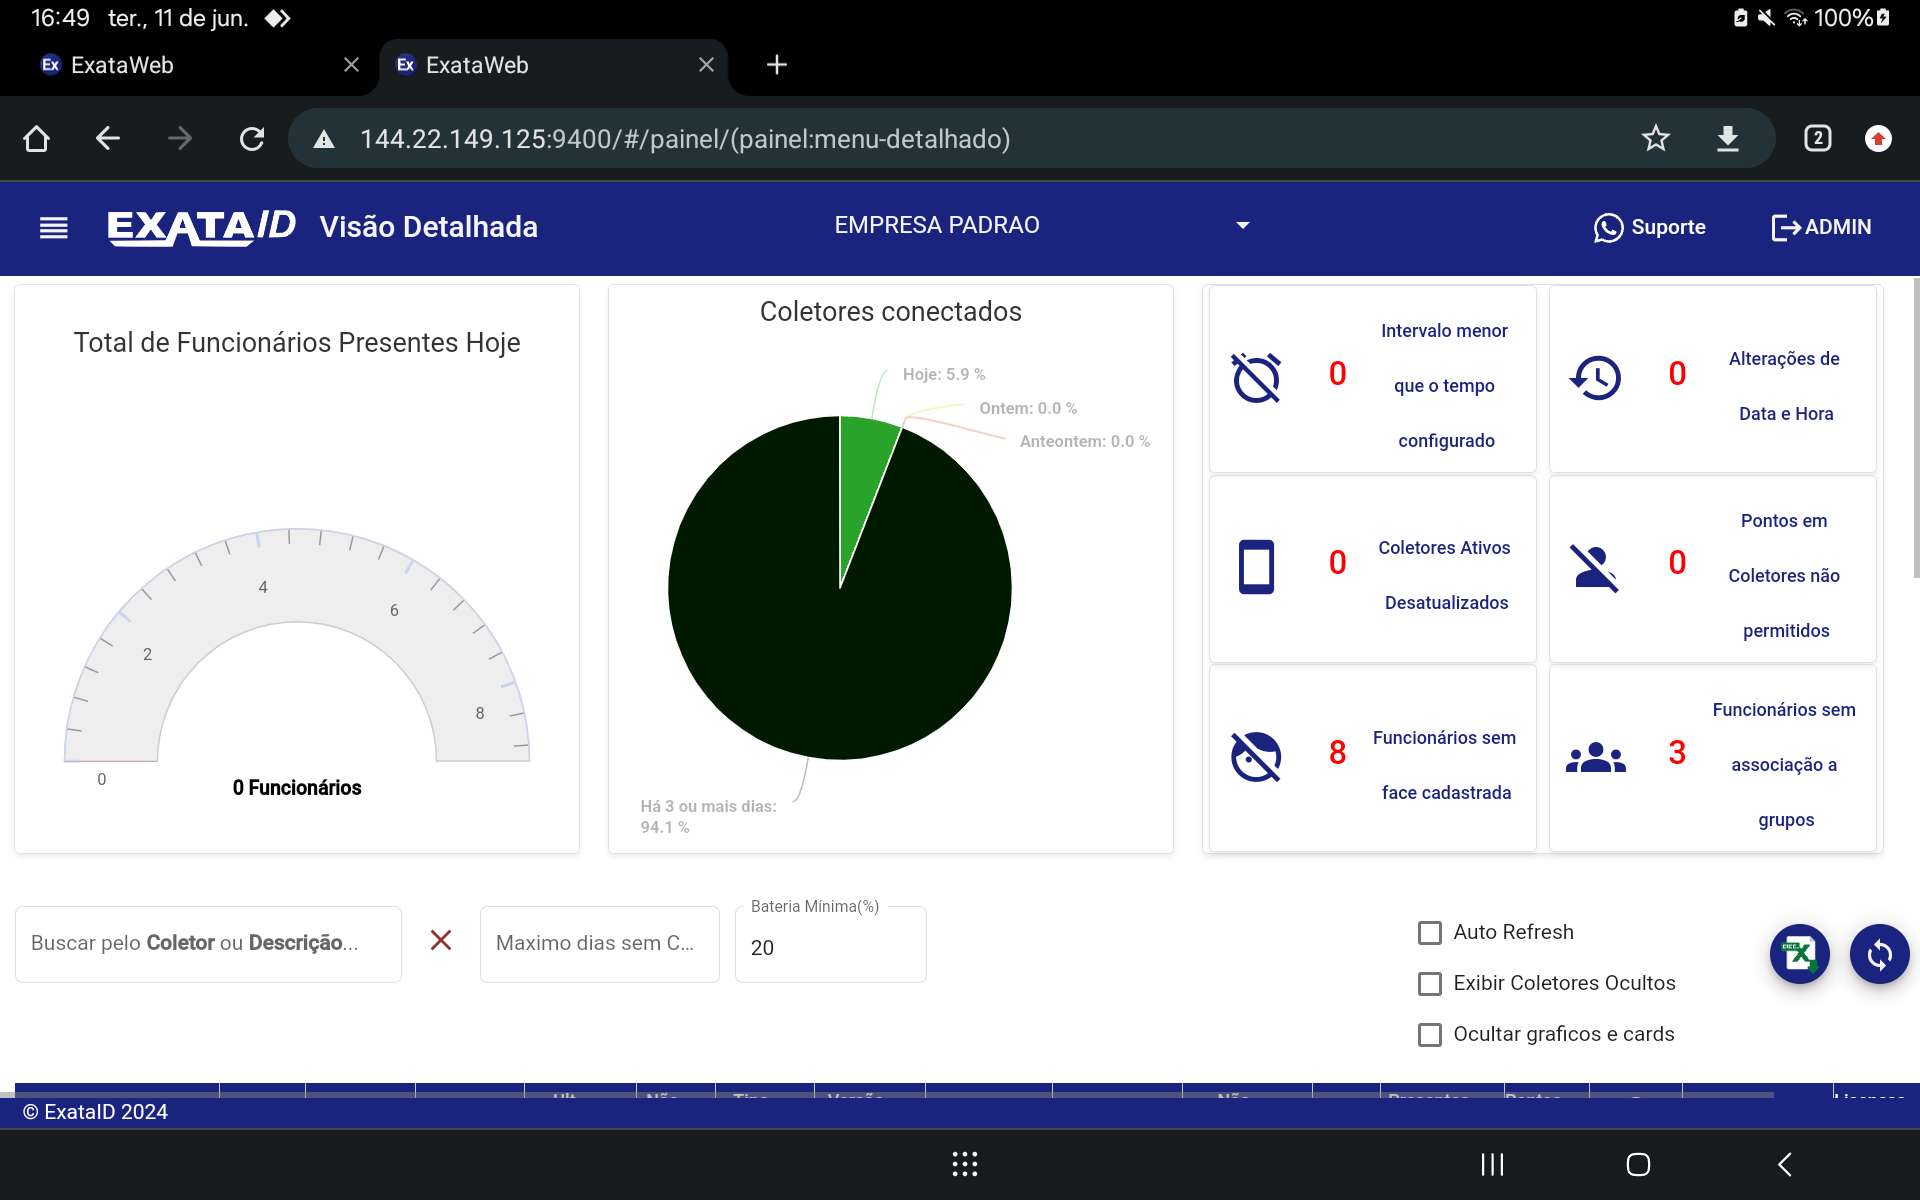 16:49 ter., 11 de jun.
100%
Ex ExataWeb
Ex ExataWeb
144.22.149.125:9400/#/painel/(painel:menu-detalhado)
2
EXATAID Visão Detalhada
EMPRESA PADRAO
Suporte
ADMIN
Total de Funcionários Presentes Hoje
0
2
4
6
8
0 Funcionários
Coletores conectados
Hoje: 5.9 %
Ontem: 0.0 %
Anteontem: 0.0 %
Há 3 ou mais dias:
94.1 %
0
Intervalo menor
que o tempo
configurado
0
Alterações de
Data e Hora
0
Coletores Ativos
Desatualizados
0
Pontos em
Coletores não
permitidos
8
Funcionários sem
face cadastrada
3
Funcionários sem
associação a
grupos
Buscar pelo Coletor ou Descrição...
Maximo dias sem C...
Bateria Mínima(%)
20
Auto Refresh
Exibir Coletores Ocultos
Ocultar graficos e cards
© ExataID 2024